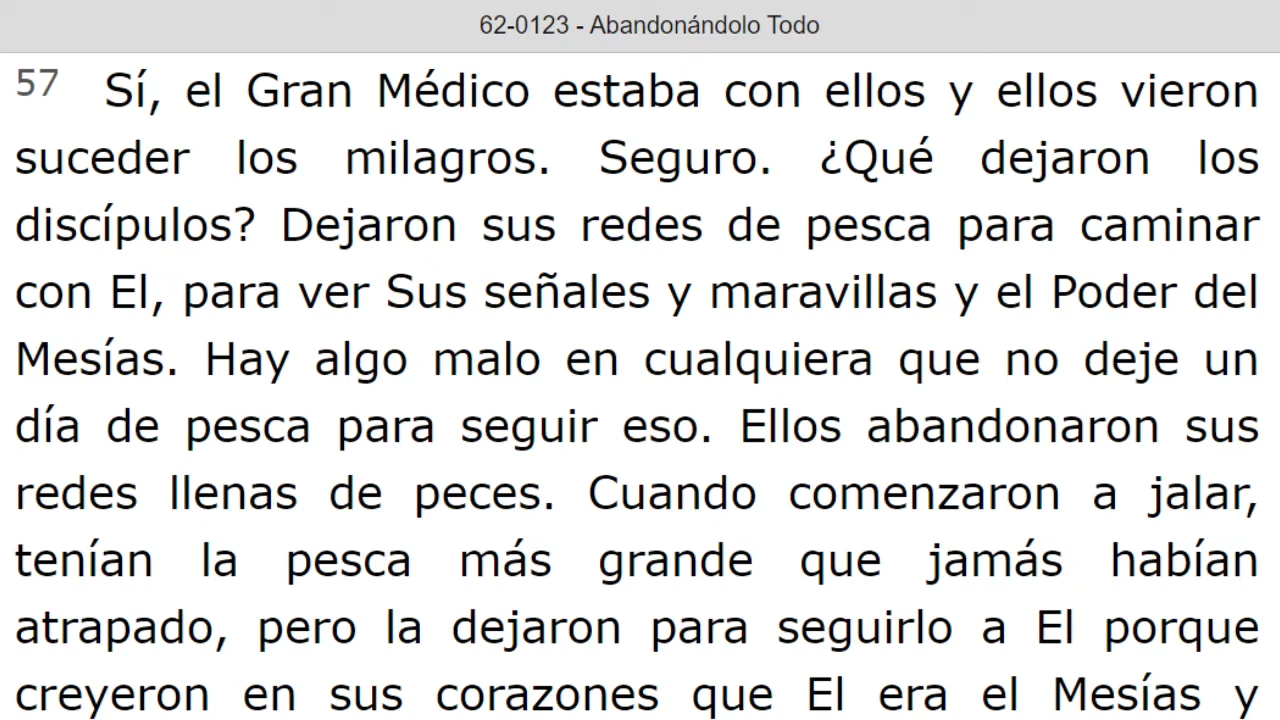 62-0123 - Abandonándolo Todo
57 Sí, el Gran Médico estaba con ellos y ellos vieron
suceder los milagros. Seguro. ¿Qué dejaron los
discípulos? Dejaron sus redes de pesca para caminar
con El, para ver Sus señales y maravillas y el Poder del
Mesías. Hay algo malo en cualquiera que no deje un
día de pesca para seguir eso. Ellos abandonaron sus
redes llenas de peces. Cuando comenzaron a jalar,
tenían la pesca más grande que jamás habían
atrapado, pero la dejaron para seguirlo a El porque
creyeron en sus corazones que El era el Mesías y